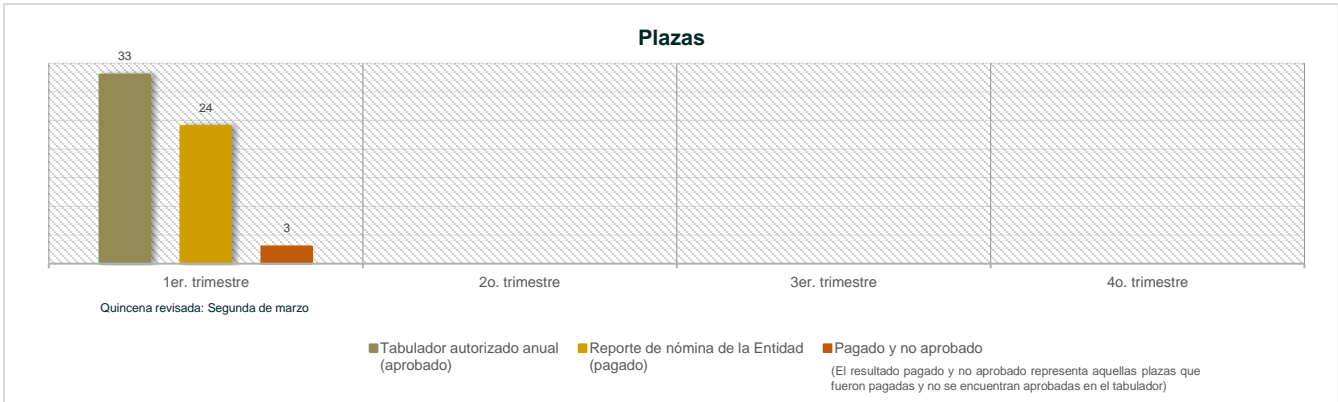 Plazas
33
24
3
1er. trimestre
2o. trimestre
3er. trimestre
4o. trimestre
Quincena revisada: Segunda de marzo
Tabulador autorizado anual
(aprobado)
Reporte de nómina de la Entidad
(pagado)
Pagado y no aprobado
(El resultado pagado y no aprobado representa aquellas plazas que
fueron pagadas y no se encuentran aprobadas en el tabulador)